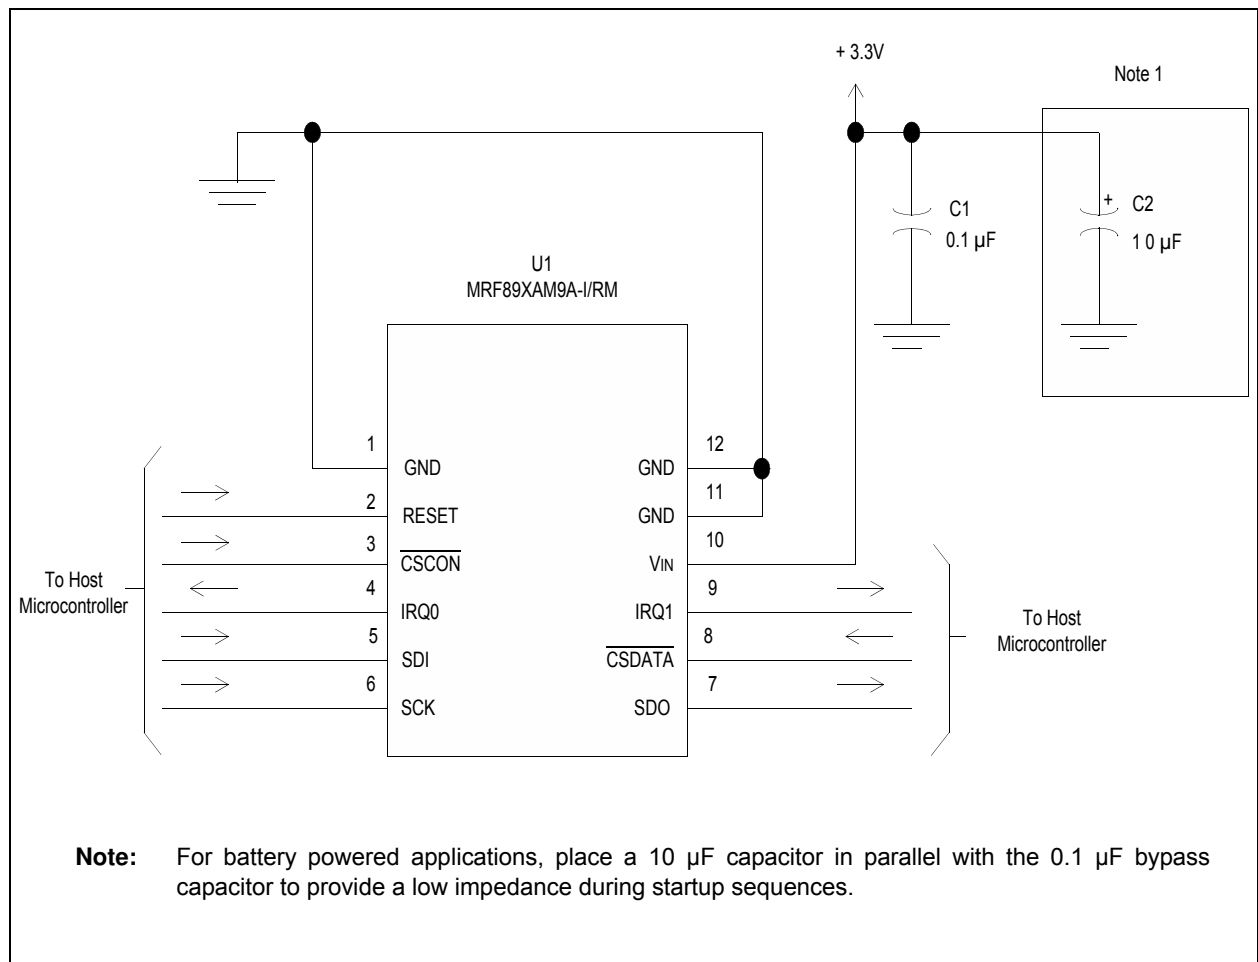 + 3.3V
Note 1
C1
0.1 µF
+ C2
1 0 µF
U1
MRF89XAM9A-I/RM
1
GND
2
RESET
3
CSCON
4
IRQ0
5
SDI
6
SCK
12
GND
11
GND
10
VIN
9
IRQ1
8
CSDATA
7
SDO
To Host
Microcontroller
To Host
Microcontroller
Note: For battery powered applications, place a 10 µF capacitor in parallel with the 0.1 µF bypass
capacitor to provide a low impedance during startup sequences.